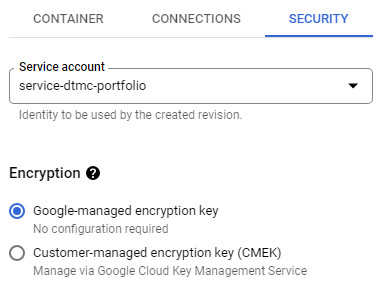 CONTAINER CONNECTIONS SECURITY
Service account
service-dtmc-portfolio
Identity to be used by the created revision.
Encryption ?
Google-managed encryption key
No configuration required
Customer-managed encryption key (CMEK)
Manage via Google Cloud Key Management Service